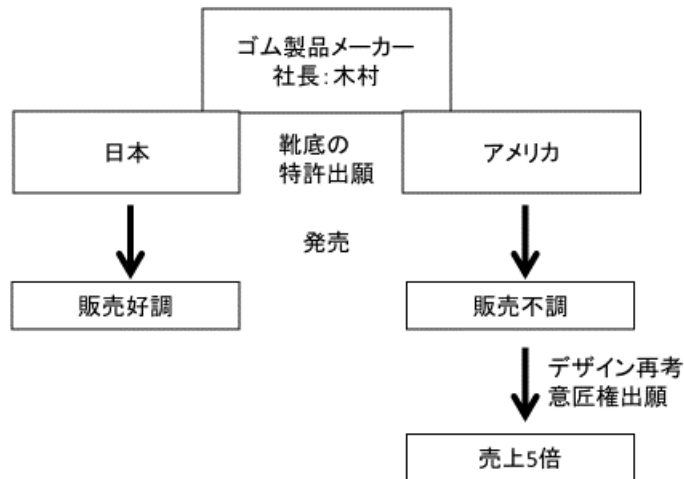 ゴム製品メーカー
社長：木村
日本
靴底の
特許出願
アメリカ
発売
販売好調
販売不調
デザイン再考
意匠権出願
売上5倍